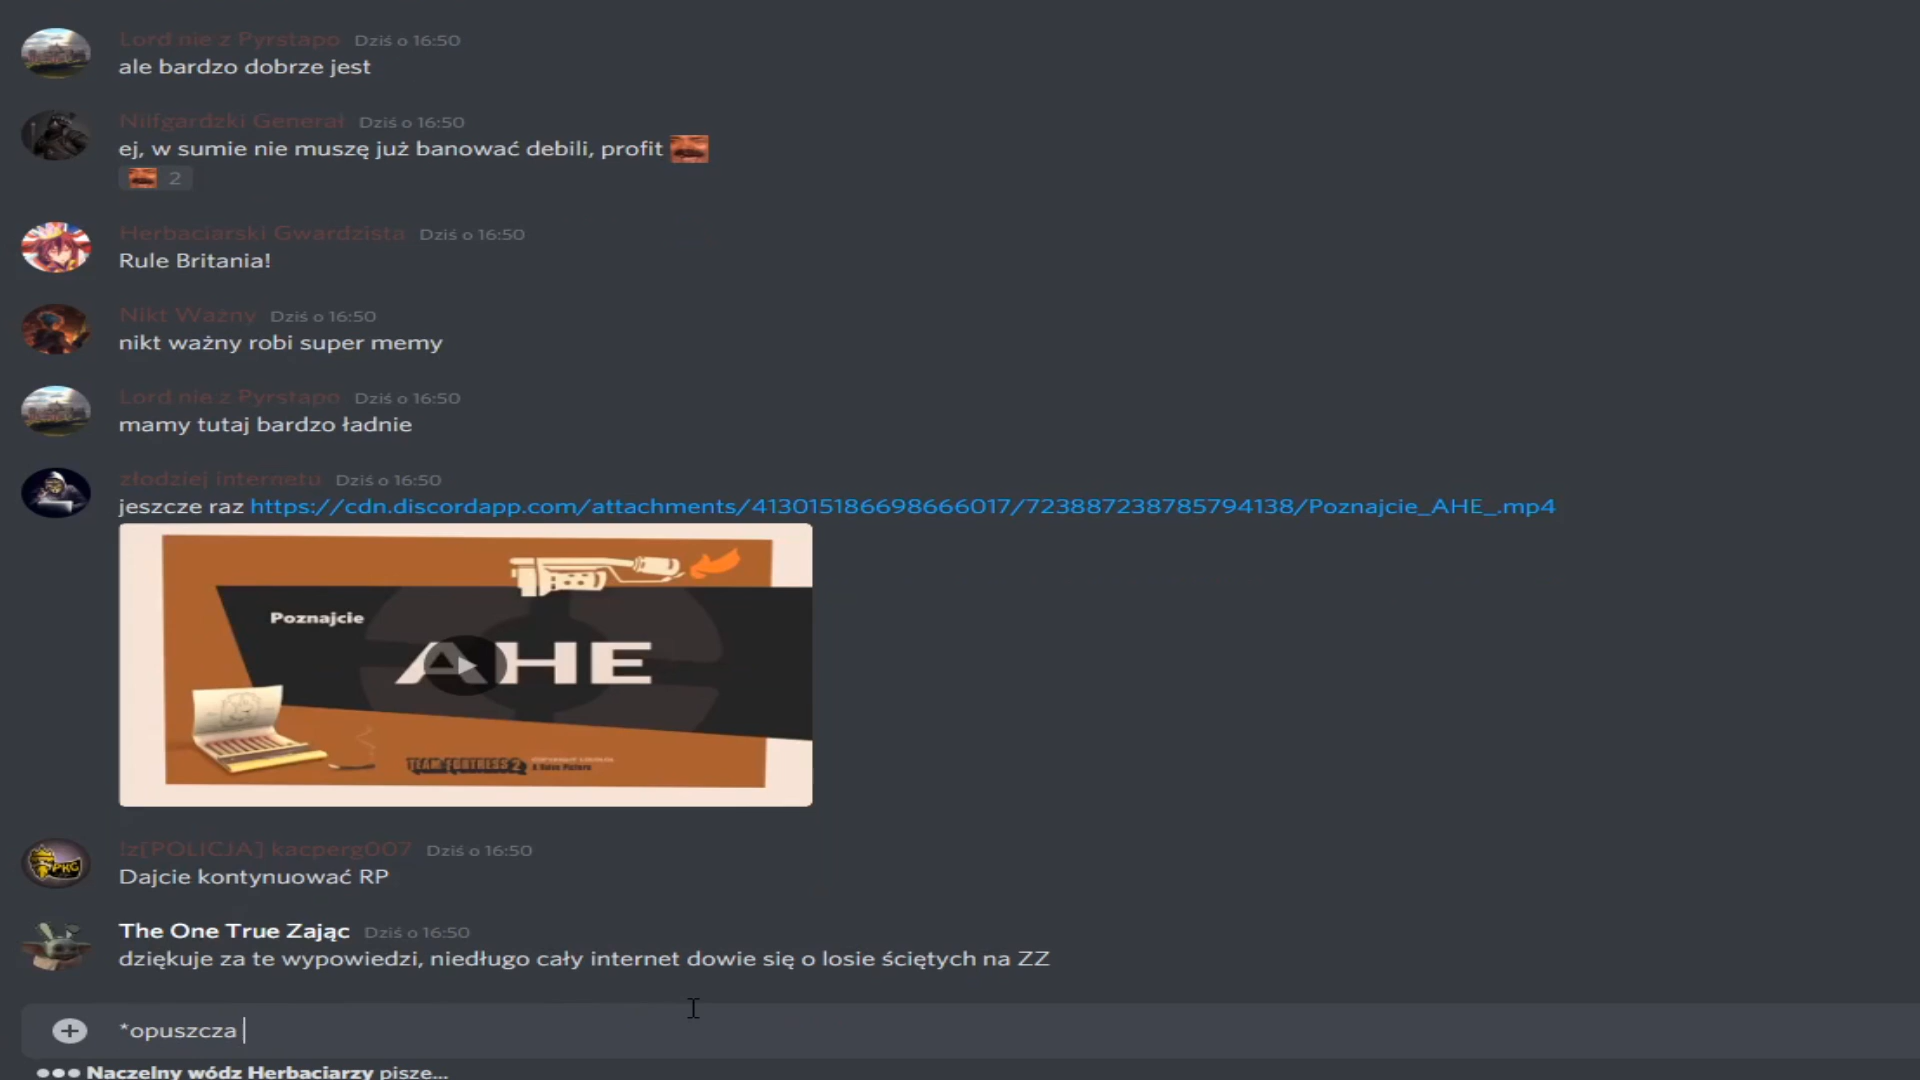 Lord nie z Pyrstapo Dziś o 16:50
ale bardzo dobrze jest
Nilfgardzki Generał Dziś o 16:50
ej, w sumie nie muszę już banować debili, profit
2
Herbaciarski Gwardzista Dziś o 16:50
Rule Britania!
Nikt Ważny Dziś o 16:50
nikt ważny robi super memy
Lord nie z Pyrstapo Dziś o 16:50
mamy tutaj bardzo ładnie
złodziej internetu Dziś o 16:50
jeszcze raz https://cdn.discordapp.com/attachments/413015186698666017/723887238785794138/Poznajcie_AHE_.mp4
Poznajcie
AHE
TEAM FORTRESS 2
A Valve Picture
PKG
!z[POLICJA] kacperg007 Dziś o 16:50
Dajcie kontynuować RP
The One True Zając Dziś o 16:50
dziękuje za te wypowiedzi, niedługo cały internet dowie się o losie ściętych na ZZ
*opuszcza
Naczelny wódz Herbaciarzy pisze...